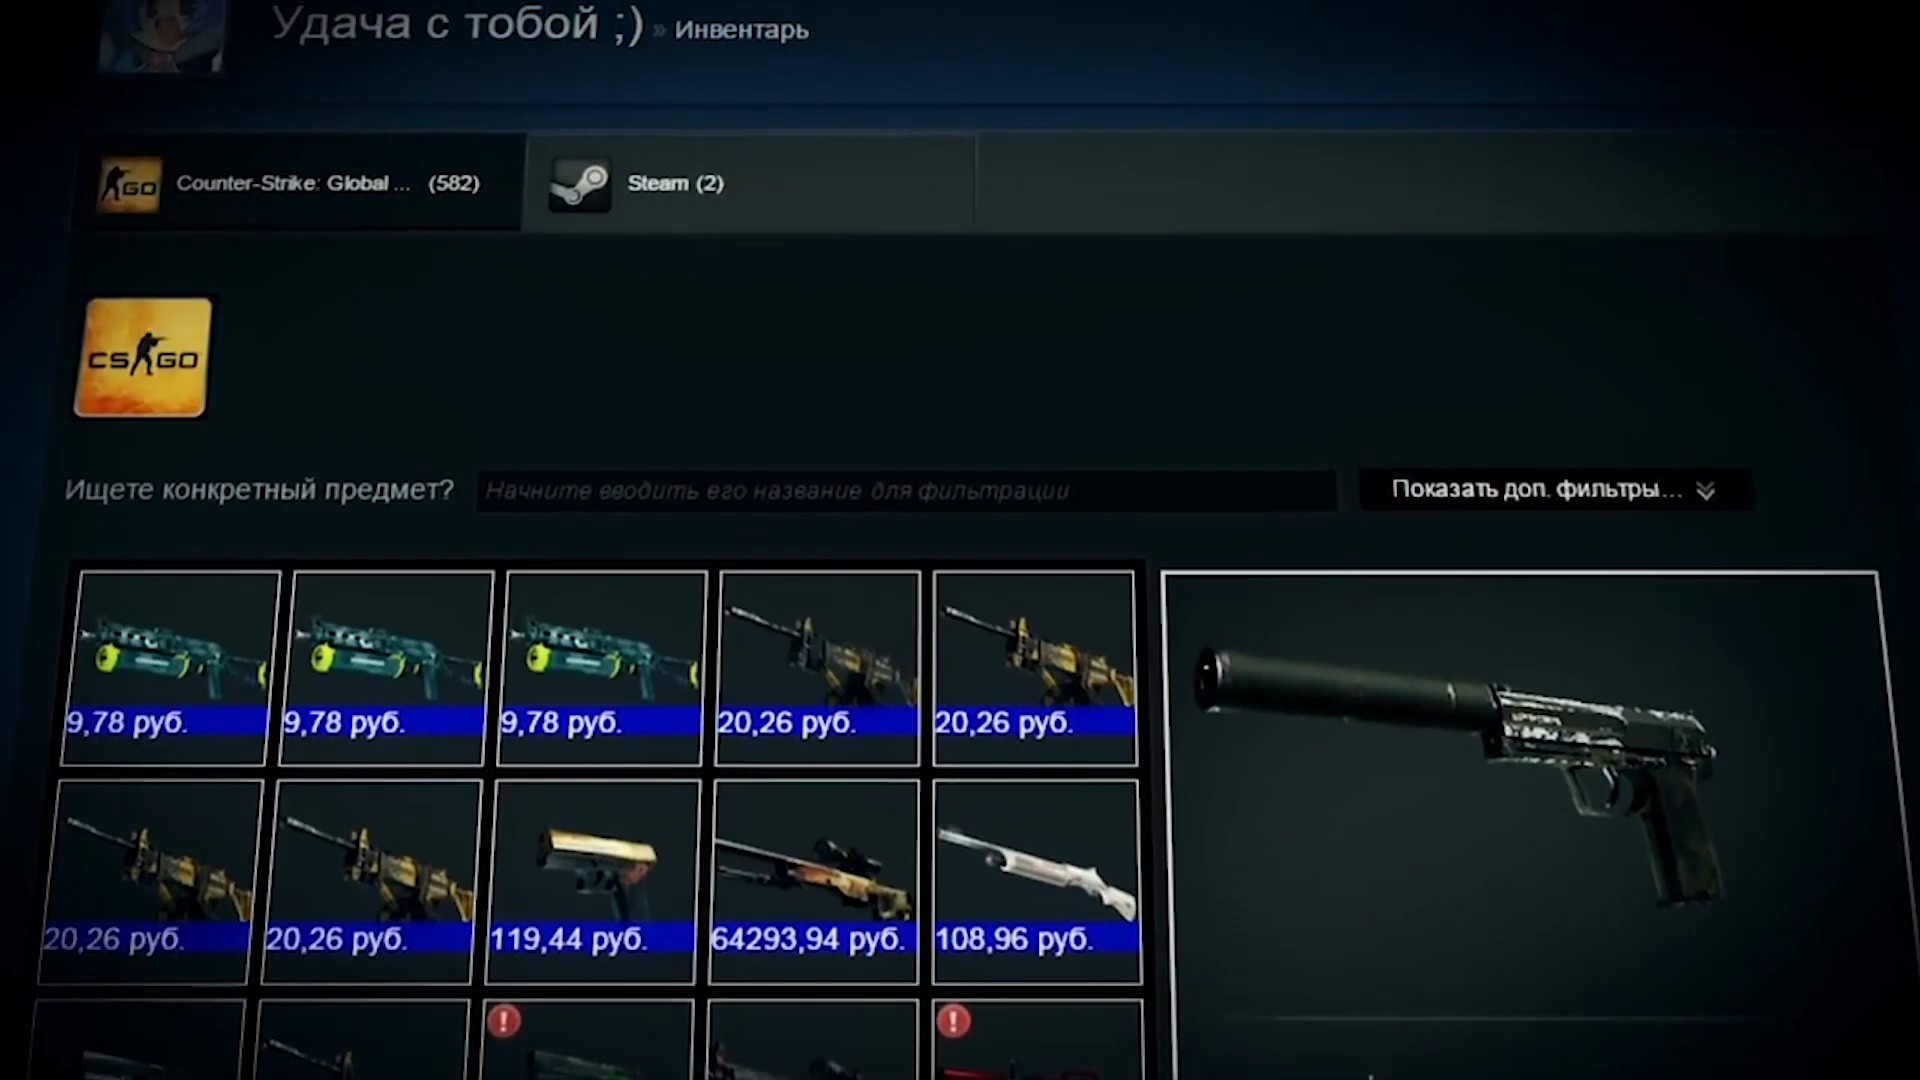 Удача с тобой ;) » Инвентарь
GO Counter-Strike: Global ... (582) Steam (2)
CS GO
Ищете конкретный предмет? Начните вводить его название для фильтрации Показать доп. фильтры...
9,78 руб. 9,78 руб. 9,78 руб. 20,26 руб. 20,26 руб.
20,26 руб. 20,26 руб. 119,44 руб. 64293,94 руб. 108,96 руб.
! !